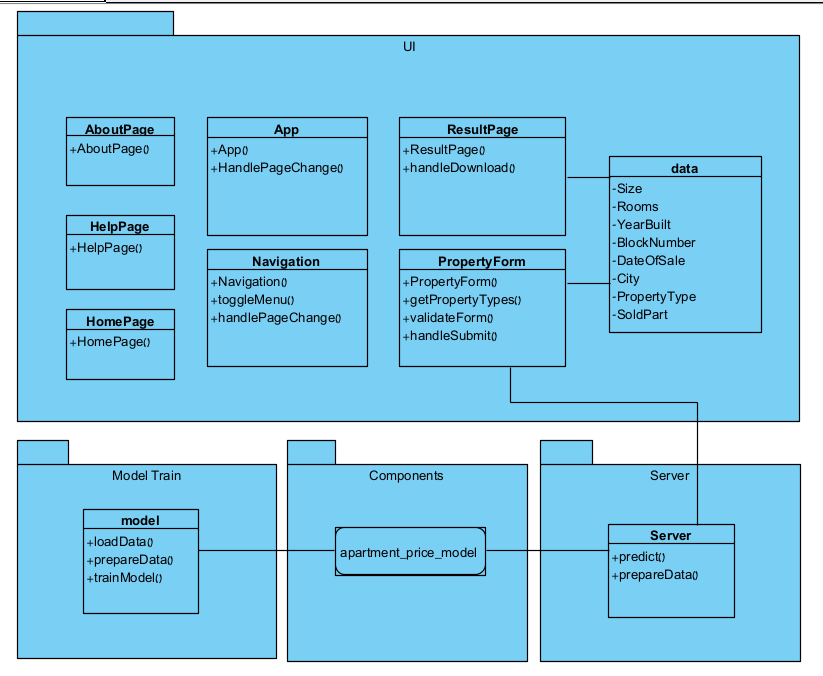 UI
AboutPage
+AboutPage()
HelpPage
+HelpPage()
HomePage
+HomePage()
App
+App()
+HandlePageChange()
Navigation
+Navigation()
+toggleMenu()
+handlePageChange()
ResultPage
+ResultPage()
+handleDownload()
PropertyForm
+PropertyForm()
+getPropertyTypes()
+validateForm()
+handleSubmit()
data
-Size
-Rooms
-YearBuilt
-BlockNumber
-DateOfSale
-City
-PropertyType
-SoldPart
Model Train
model
+loadData()
+prepareData()
+trainModel()
Components
apartment_price_model
Server
Server
+predict()
+prepareData()